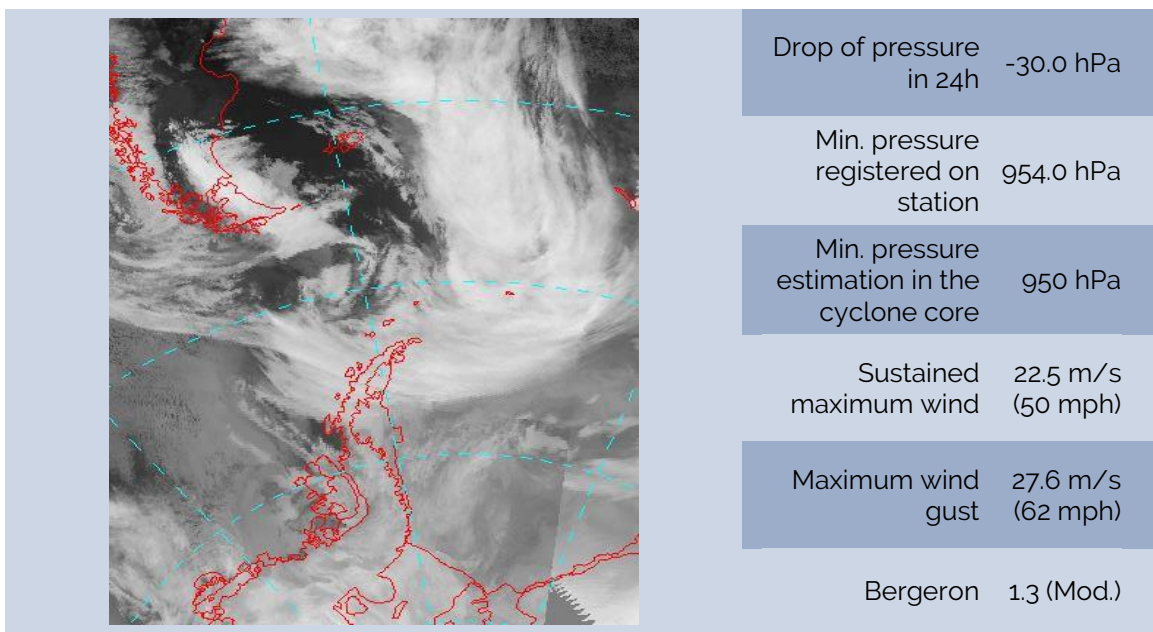 Drop of pressure
in 24h
-30.0 hPa
Min. pressure
registered on
station
954.0 hPa
Min. pressure
estimation in the
cyclone core
950 hPa
Sustained
maximum wind
22.5 m/s
(50 mph)
Maximum wind
gust
27.6 m/s
(62 mph)
Bergeron
1.3 (Mod.)